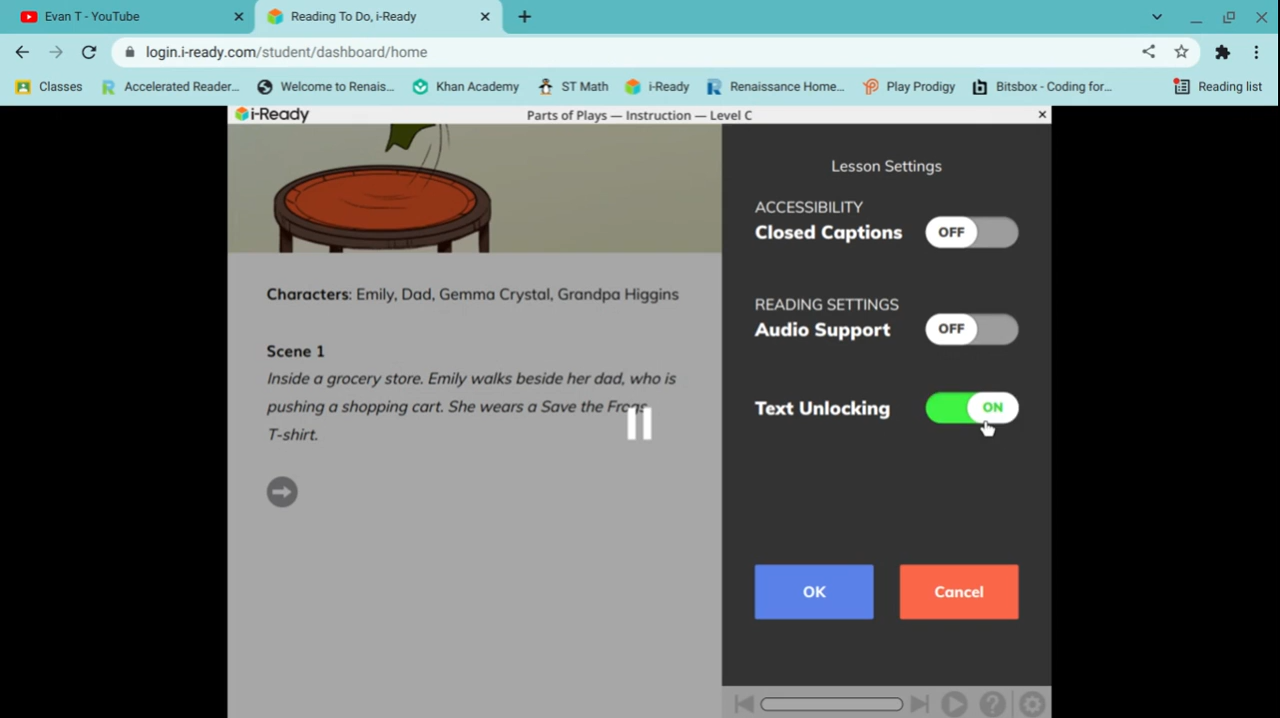 Evan T - YouTube
Reading To Do, i-Ready
login.i-ready.com/student/dashboard/home
Classes
Accelerated Reader...
Welcome to Renais...
Khan Academy
ST Math
i-Ready
Renaissance Home...
Play Prodigy
Bitsbox - Coding for...
Reading list
i-Ready
Parts of Plays — Instruction — Level C
Characters: Emily, Dad, Gemma Crystal, Grandpa Higgins
Scene 1
Inside a grocery store. Emily walks beside her dad, who is
pushing a shopping cart. She wears a Save the Frogs
T-shirt.
Lesson Settings
ACCESSIBILITY
Closed Captions
OFF
READING SETTINGS
Audio Support
OFF
Text Unlocking
ON
OK
Cancel